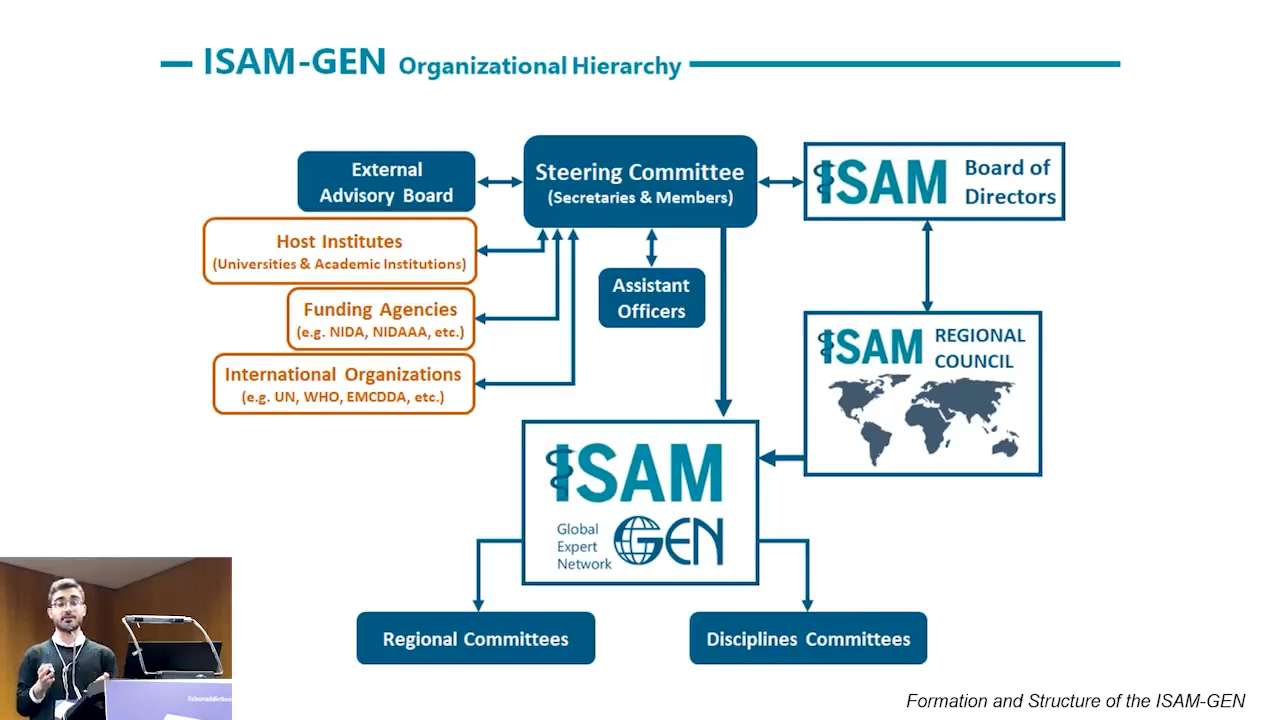 ISAM-GEN Organizational Hierarchy
External
Advisory Board
Steering Committee
(Secretaries & Members)
ISAM Board of
Directors
Host Institutes
(Universities & Academic Institutions)
Funding Agencies
(e.g. NIDA, NIDAAA, etc.)
International Organizations
(e.g. UN, WHO, EMCDDA, etc.)
Assistant
Officers
ISAM REGIONAL
COUNCIL
ISAM
Global
Expert
Network
GEN
Regional Committees
Disciplines Committees
Formation and Structure of the ISAM-GEN